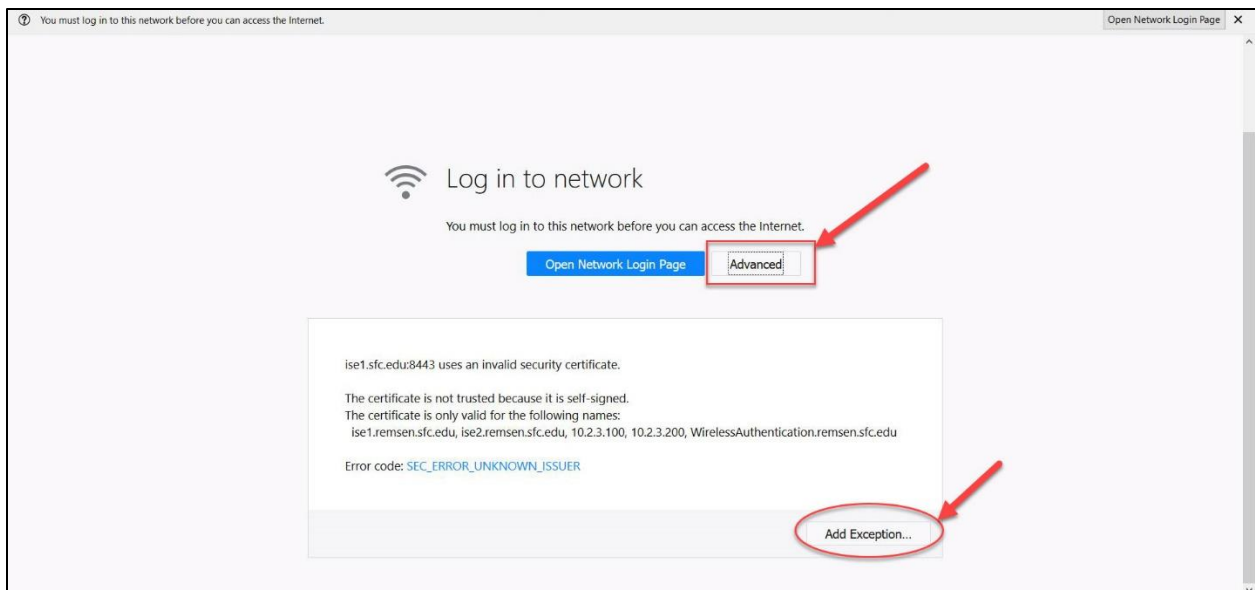 You must log in to this network before you can access the Internet.
Open Network Login Page
Log in to network
You must log in to this network before you can access the Internet.
Open Network Login Page
Advanced
ise1.sfc.edu:8443 uses an invalid security certificate.
The certificate is not trusted because it is self-signed.
The certificate is only valid for the following names:
ise1.remsen.sfc.edu, ise2.remsen.sfc.edu, 10.2.3.100, 10.2.3.200, WirelessAuthentication.remsen.sfc.edu
Error code: SEC_ERROR_UNKNOWN_ISSUER
Add Exception...